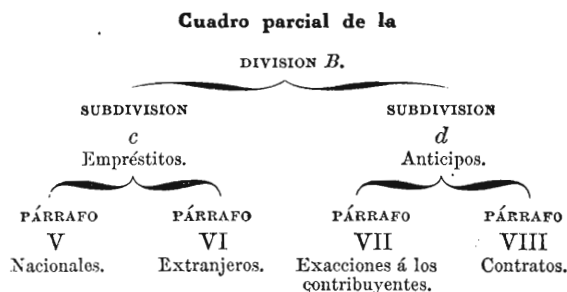 Cuadro parcial de la
DIVISION B.
SUBDIVISION SUBDIVISION
c d
Empréstitos. Anticipos.
PÁRRAFO PÁRRAFO PÁRRAFO PÁRRAFO
V VI VII VIII
Nacionales. Extranjeros. Exacciones á los Contratos.
contribuyentes.